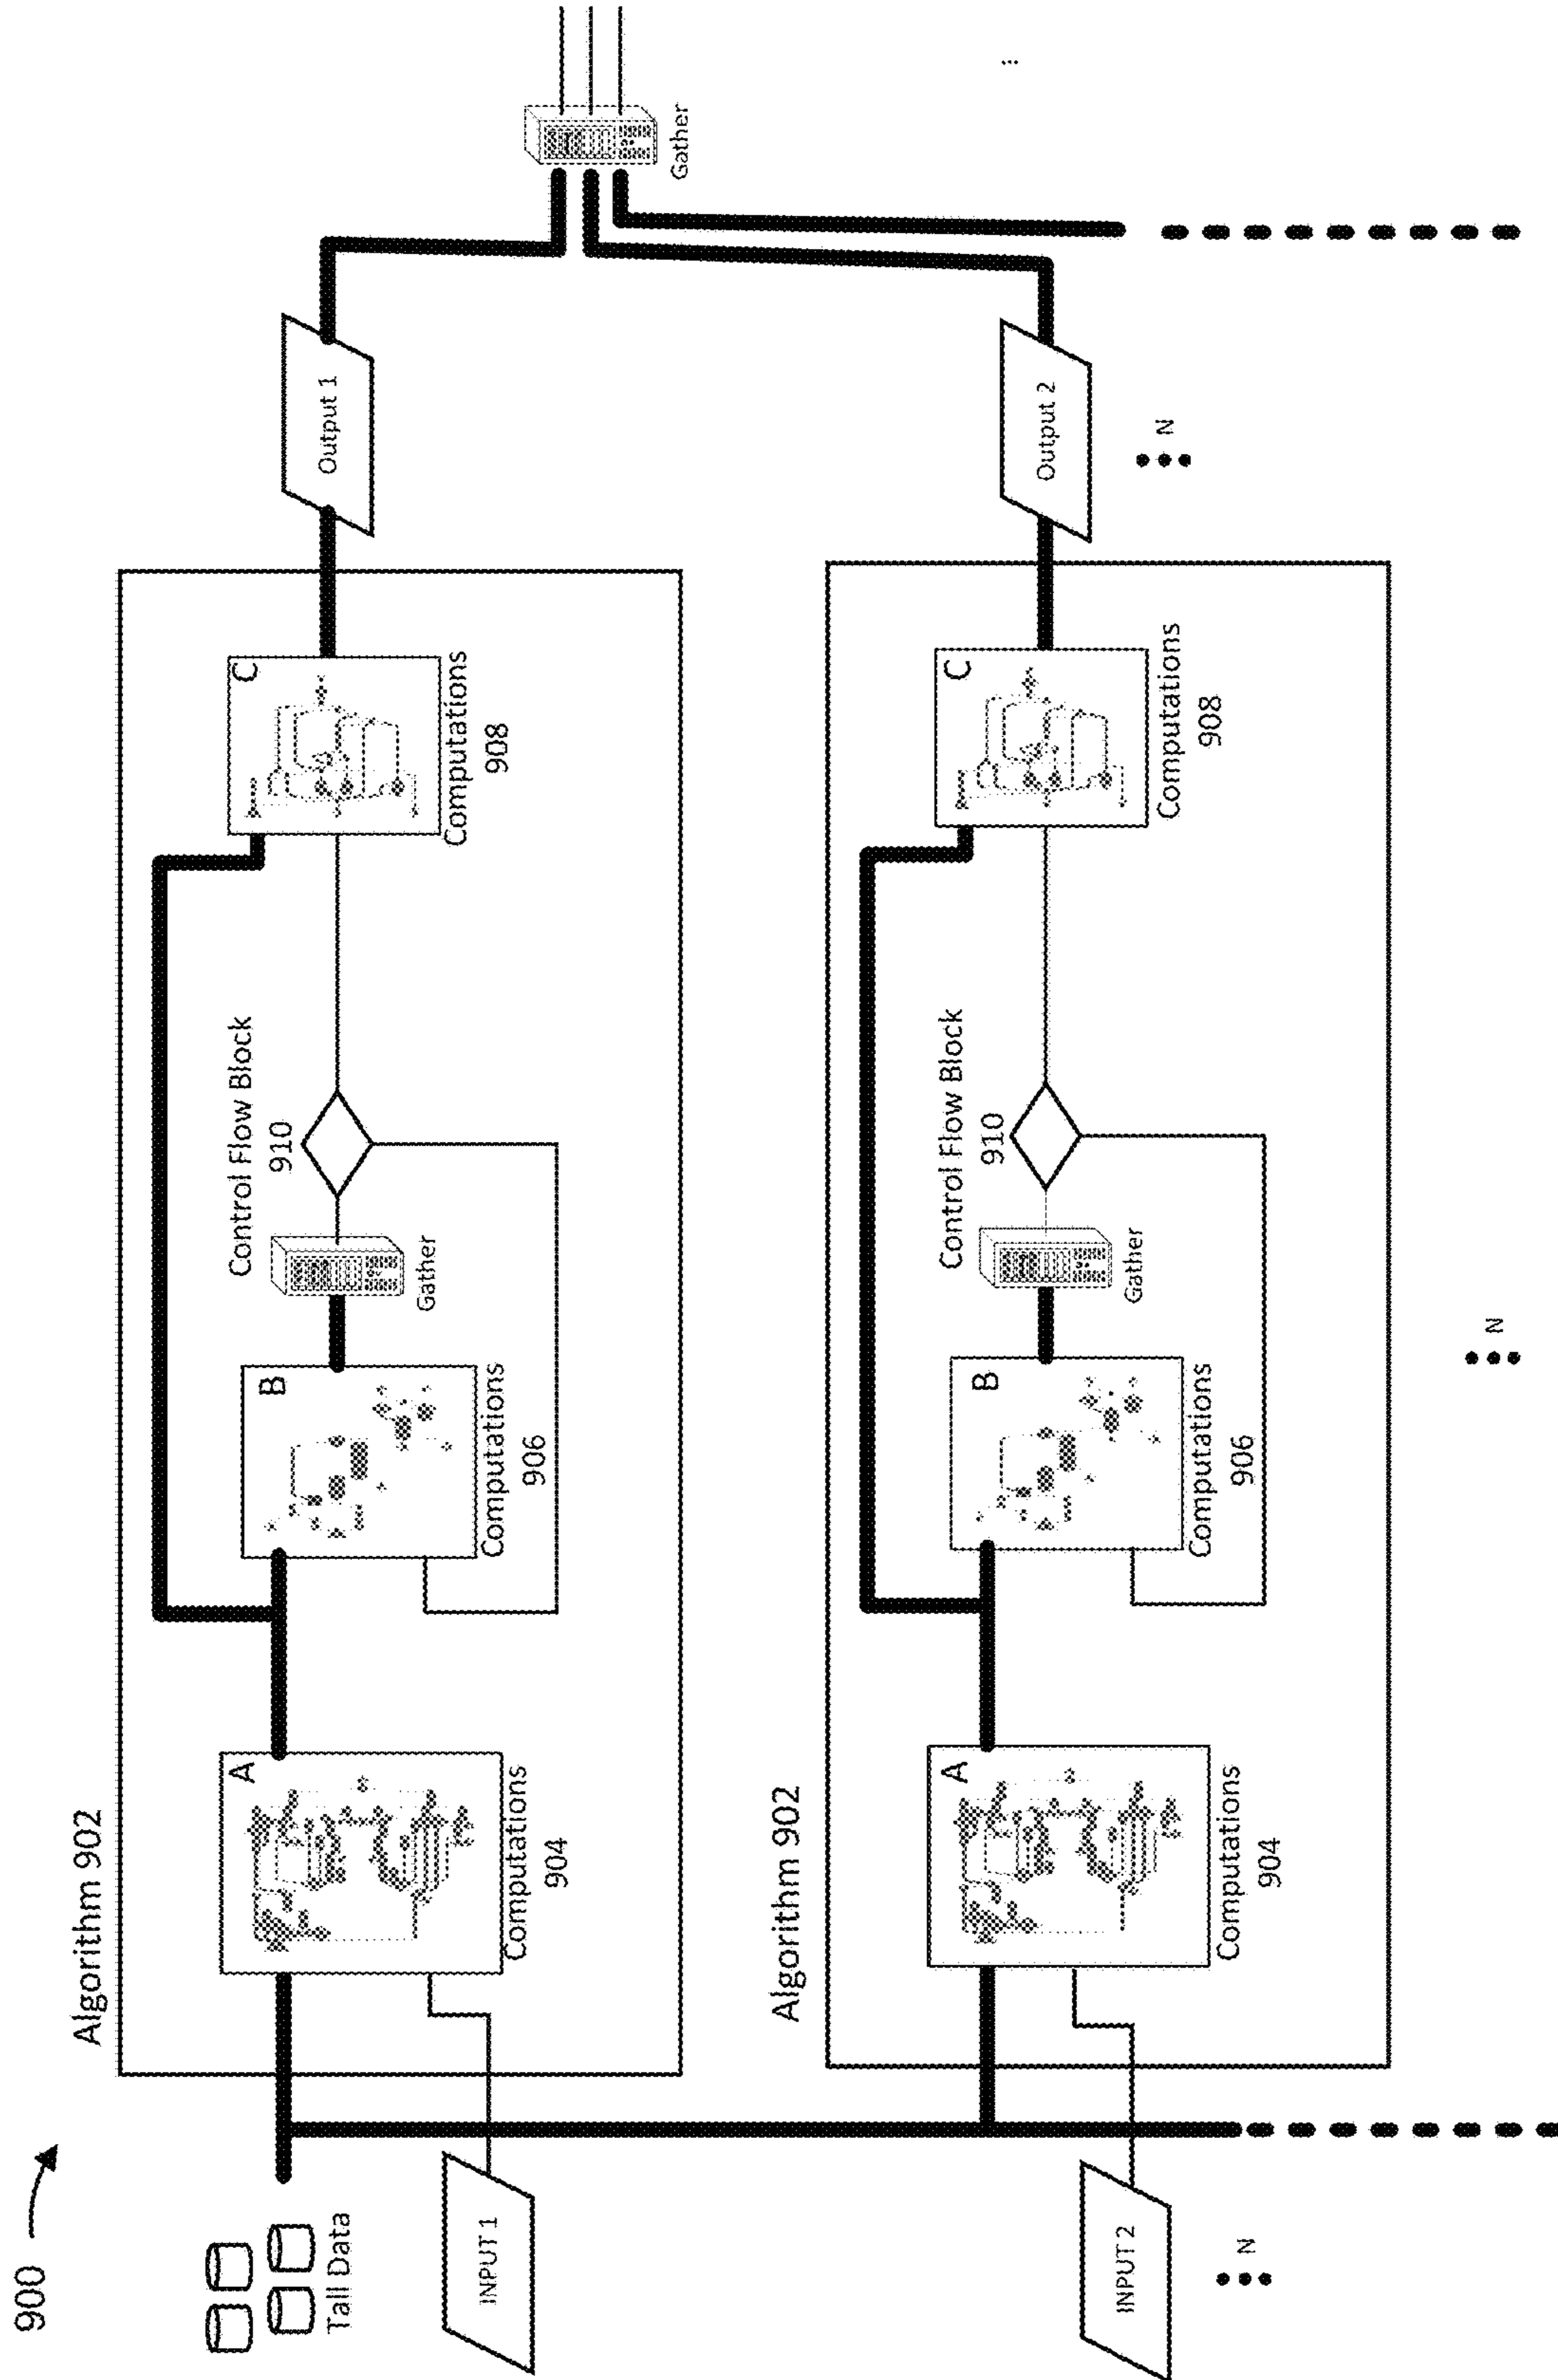 900
Tall Data
INPUT 1
Algorithm 902
A
Computations
904
B
Computations
906
Gather
Control Flow Block
910
C
Computations
908
Output 1
Gather
...
INPUT 2
N
Algorithm 902
A
Computations
904
B
Computations
906
Gather
Control Flow Block
910
C
Computations
908
Output 2
N
N